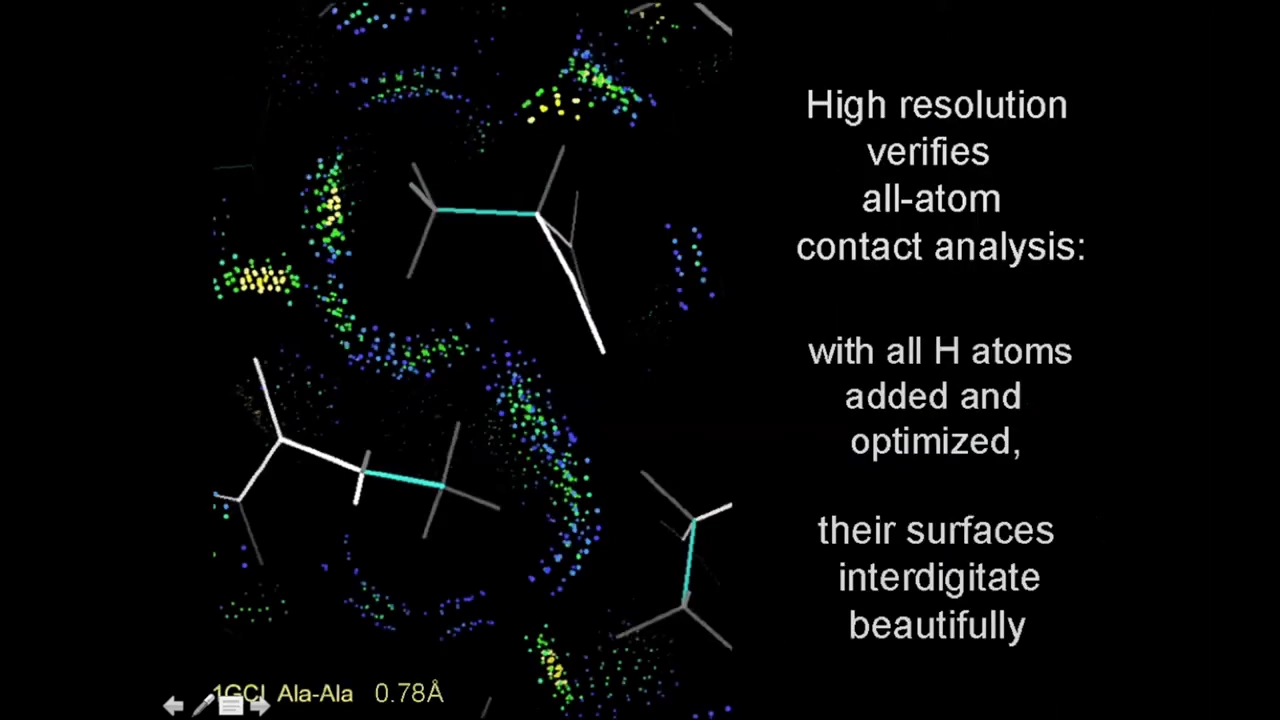 High resolution
verifies
all-atom
contact analysis:
with all H atoms
added and
optimized,
their surfaces
interdigitate
beautifully
1GCI Ala-Ala 0.78Å